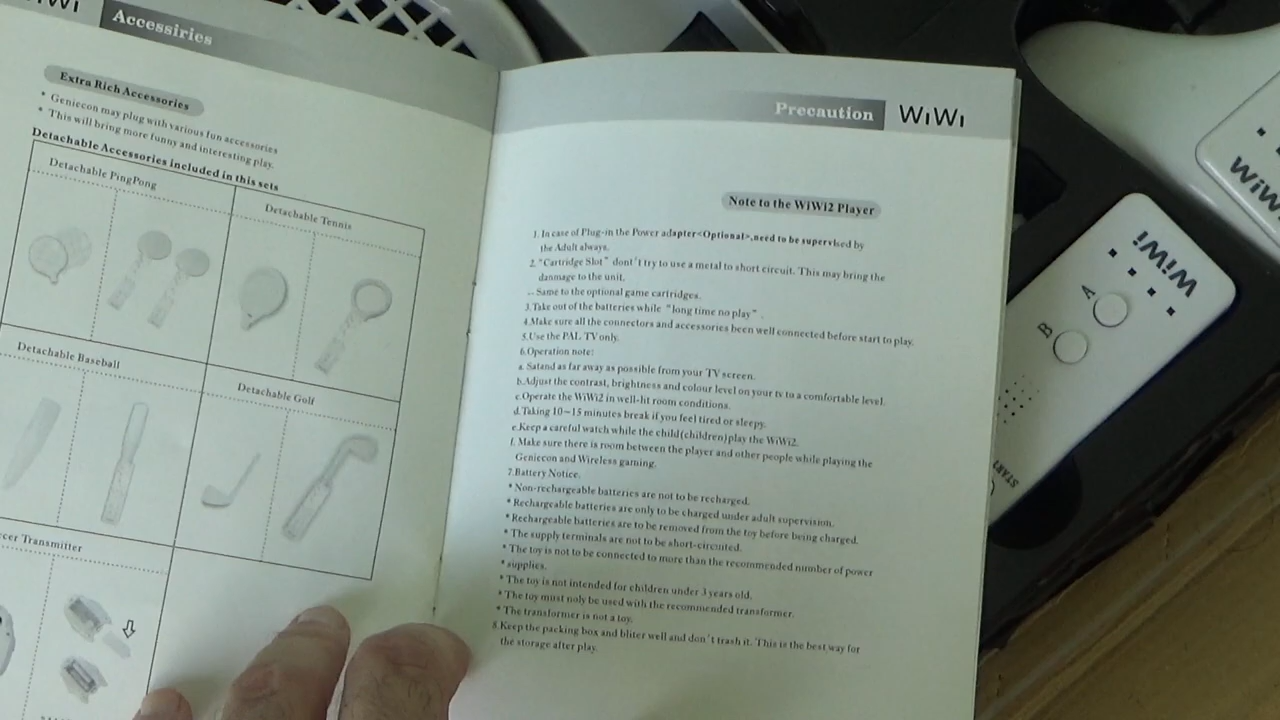 WiWi
Accessiries
Extra Rich Accessories
* Geniecon may plug with various fun accessories
* This will bring more funny and interesting play.
Detachable Accessories included in this sets
Detachable PingPong
Detachable Tennis
Detachable Baseball
Detachable Golf
Transmitter
Precaution WiWi
Note to the WiWi2 Player
1. In case of Plug-in the Power adapter<Optional>,need to be supervised by
the Adult always.
2. "Cartridge Slot" dont't try to use a metal to short circuit. This may bring the
danmage to the unit.
-- Same to the optional game cartridges.
3.Take out of the batteries while "long time no play" .
4.Make sure all the connectors and accessories been well connected before start to play.
5.Use the PAL TV only.
6.Operation note:
a. Satand as far away as possible from your TV screen.
b.Adjust the contrast, brightness and colour level on your tv to a comfortable level.
c.Operate the WiWi2 in well-lit room conditions.
d.Taking 10~15 minutes break if you feel tired or sleepy.
e.Keep a careful watch while the child(children)play the WiWi2.
f. Make sure there is room between the player and other people while playing the
Geniecon and Wireless gaming.
7.Battery Notice.
* Non-rechargeable batteries are not to be recharged.
* Rechargeable batteries are only to be charged under adult supervision.
* Rechargeable batteries are to be removed from the toy before being charged.
* The supply terminals are not to be short-circuited.
* The toy is not to be connected to more than the recommended number of power
* supplies.
* The toy is not intended for children under 3 years old.
* The toy must noly be used with the recommended transformer.
* The transformer is not a toy.
8.Keep the packing box and bliter well and don't trash it. This is the best way for
the storage after play.
WiWi
A
B
START
WiWi